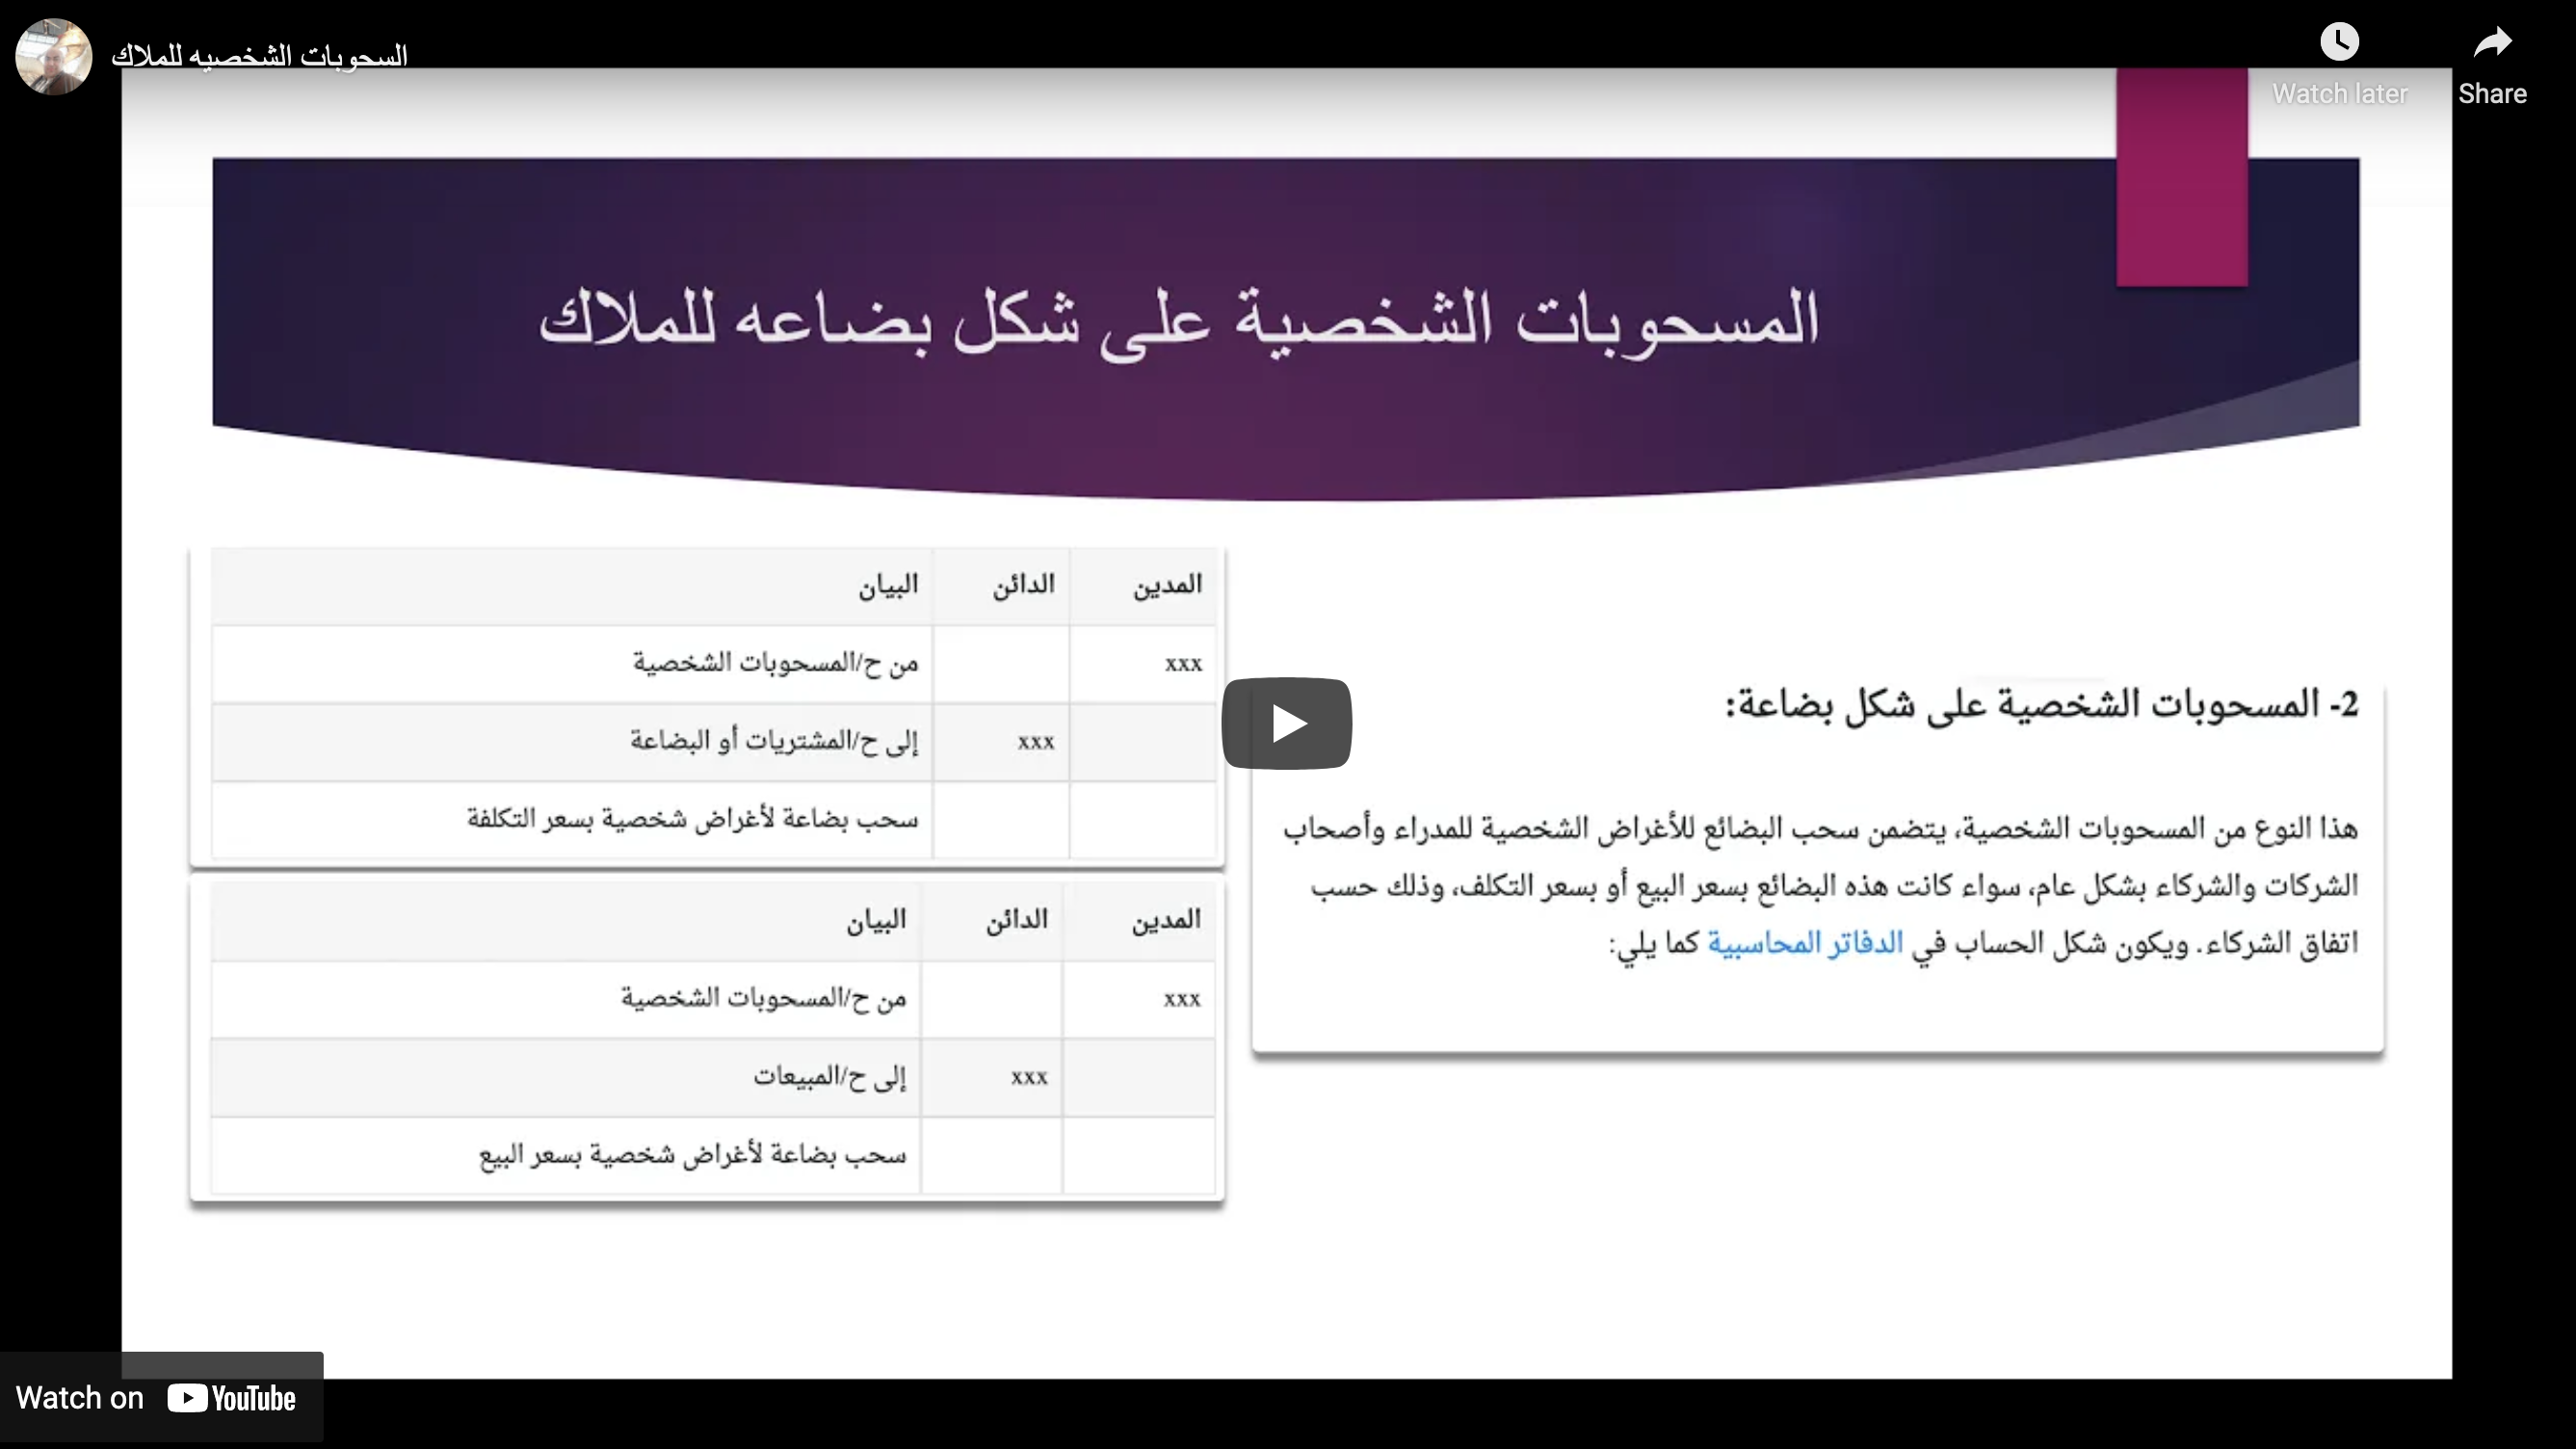 السحوبات الشخصيه للملاك
Watch later
Share
المسحوبات الشخصية على شكل بضاعه للملاك
2- المسحوبات الشخصية على شكل بضاعة:
هذا النوع من المسحوبات الشخصية، يتضمن سحب البضائع للأغراض الشخصية للمدراء وأصحاب
الشركات والشركاء بشكل عام، سواء كانت هذه البضائع بسعر البيع أو بسعر التكلف، وذلك حسب
اتفاق الشركاء. ويكون شكل الحساب في الدفاتر المحاسبية كما يلي:
المدين الدائن البيان
xxx من ح/المسحوبات الشخصية
xxx إلى ح/المشتريات أو البضاعة
سحب بضاعة لأغراض شخصية بسعر التكلفة
المدين الدائن البيان
xxx من ح/المسحوبات الشخصية
xxx إلى ح/المبيعات
سحب بضاعة لأغراض شخصية بسعر البيع
Watch on YouTube